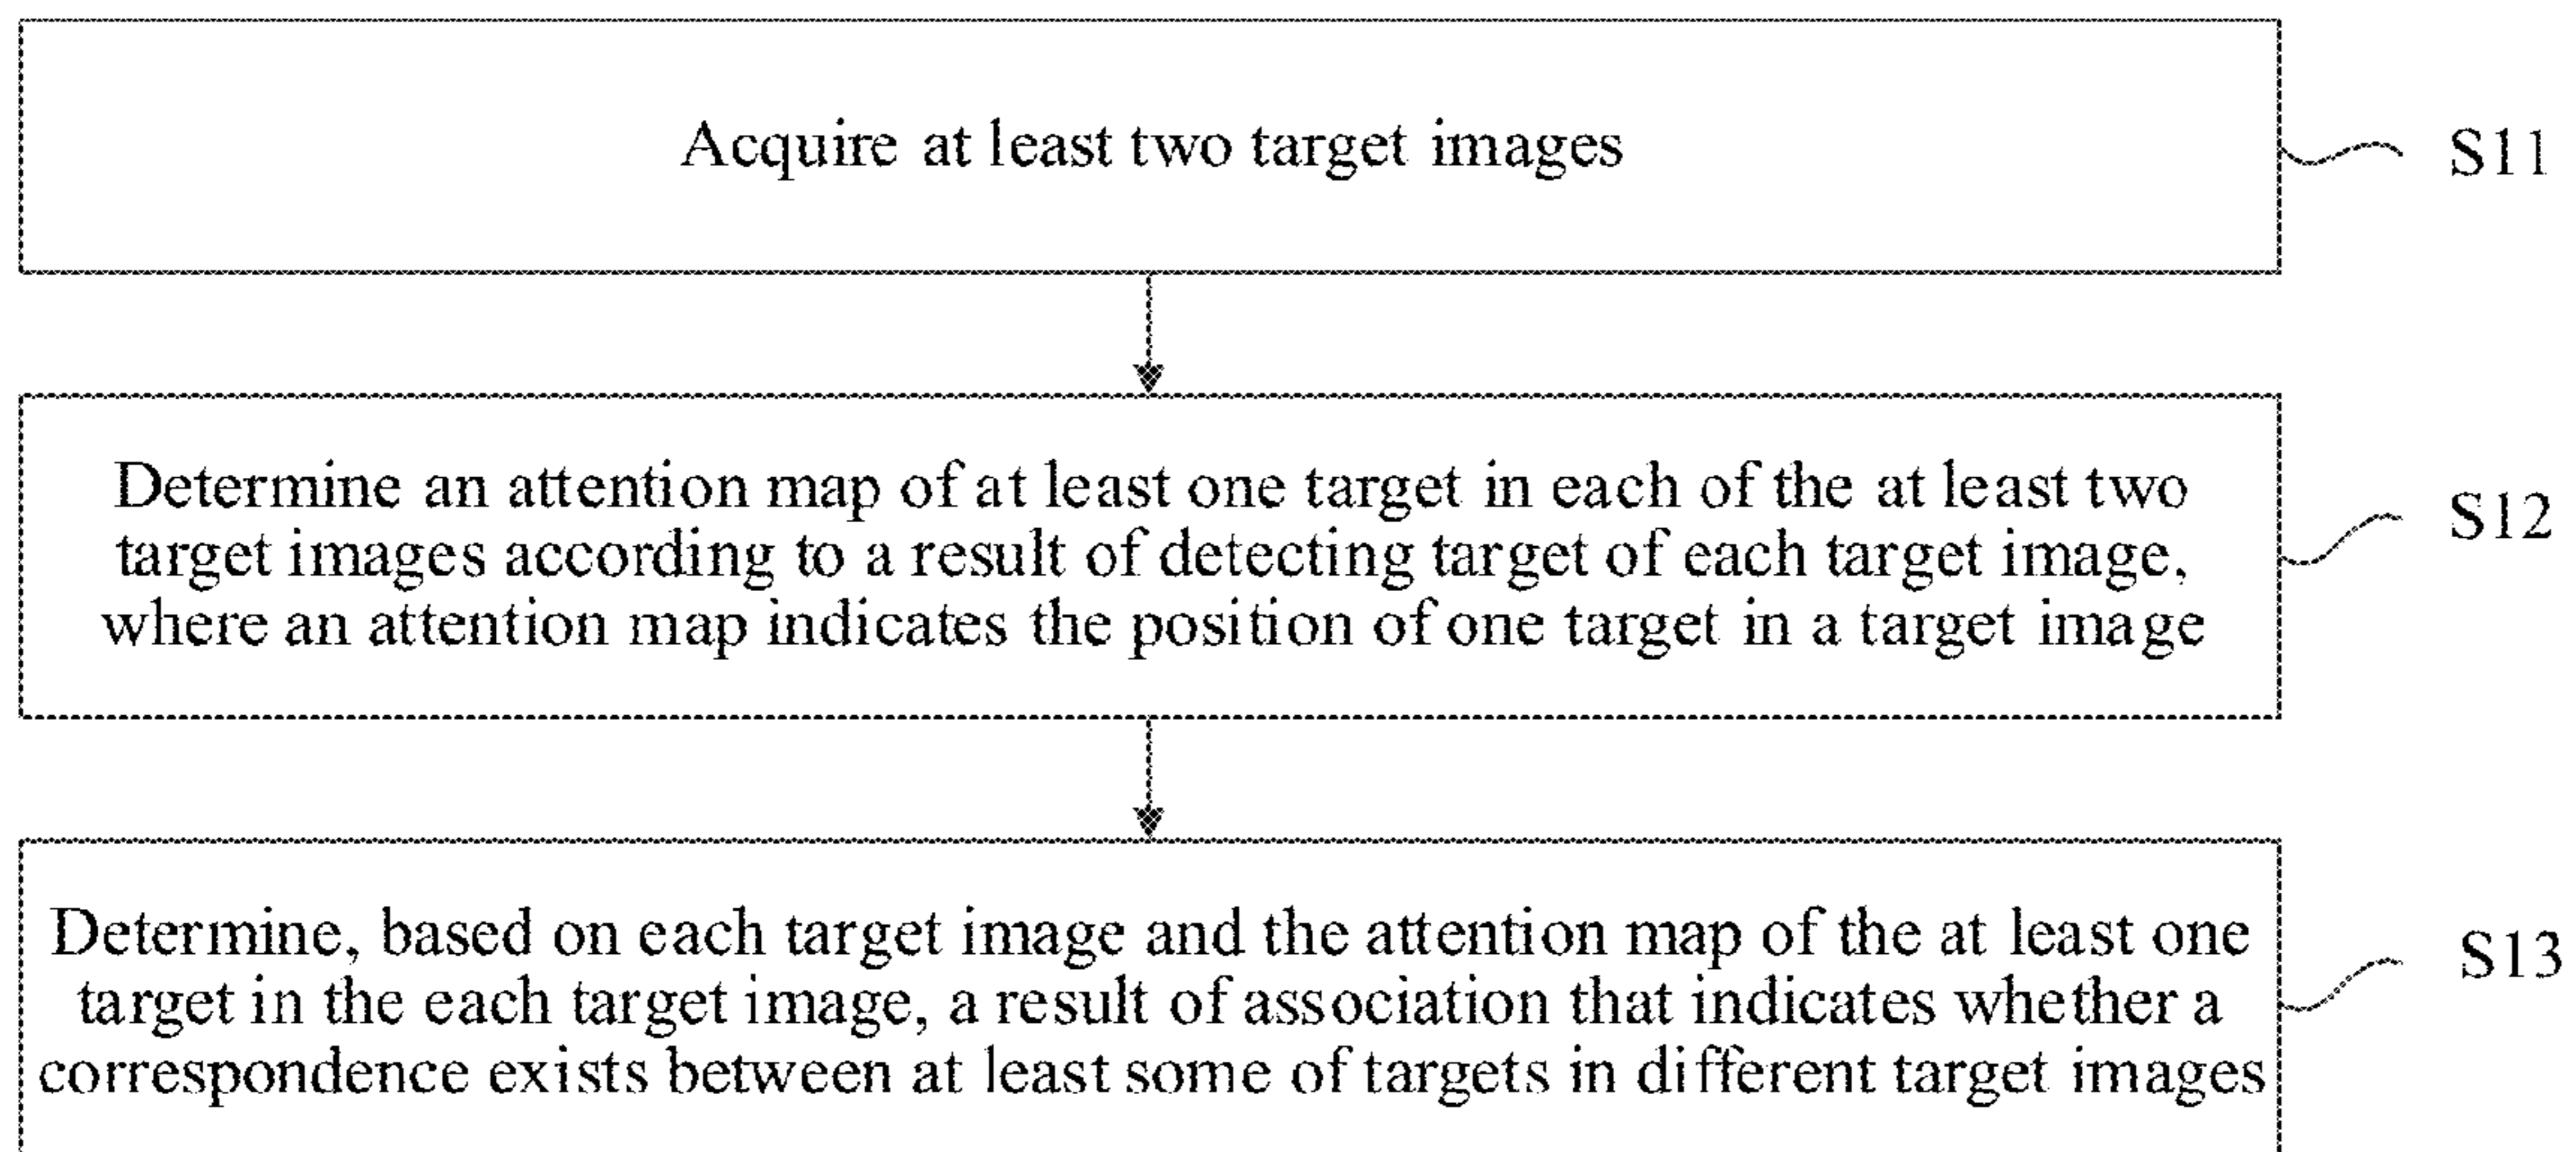 Acquire at least two target images
S11
Determine an attention map of at least one target in each of the at least two
target images according to a result of detecting target of each target image,
where an attention map indicates the position of one target in a target image
S12
Determine, based on each target image and the attention map of the at least one
target in the each target image, a result of association that indicates whether a
correspondence exists between at least some of targets in different target images
S13